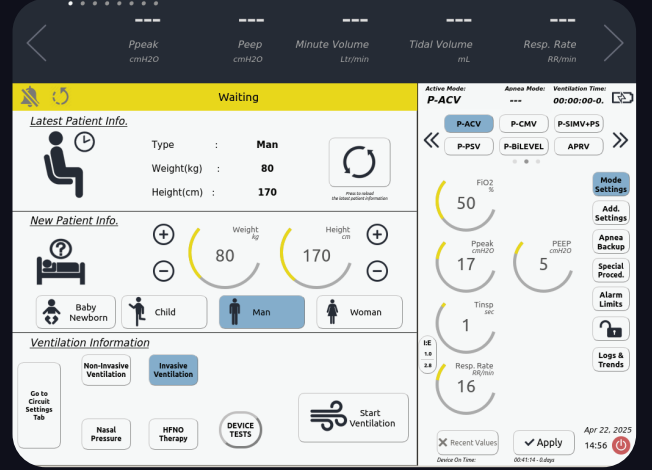 --- --- --- --- ---
Ppeak Peep Minute Volume Tidal Volume Resp. Rate
cmH2O cmH2O Ltr/min mL RR/min
Waiting
Latest Patient Info.
Type : Man
Weight(kg) : 80
Height(cm) : 170
Press to reload
the latest patient information
New Patient Info.
Weight
kg
80
Height
cm
170
Baby
Newborn
Child
Man
Woman
Ventilation Information
Go to
Circuit
Settings
Tab
Non-Invasive
Ventilation
Invasive
Ventilation
Nasal
Pressure
HFNO
Therapy
DEVICE
TESTS
Start
Ventilation
Active Mode: Apnea Mode: Ventilation Time:
P-ACV --- 00:00:00-0.
P-ACV P-CMV P-SIMV+PS
P-PSV P-BiLEVEL APRV
FiO2
%
50
Ppeak
cmH2O
17
PEEP
cmH2O
5
Tinsp
sec
1
I:E
1.0
2.8
Resp. Rate
RR/min
16
Mode
Settings
Add.
Settings
Apnea
Backup
Special
Proced.
Alarm
Limits
Logs &
Trends
Recent Values
Apply
Apr 22, 2025
14:56
Device On Time: 00:41:14 - 0.days